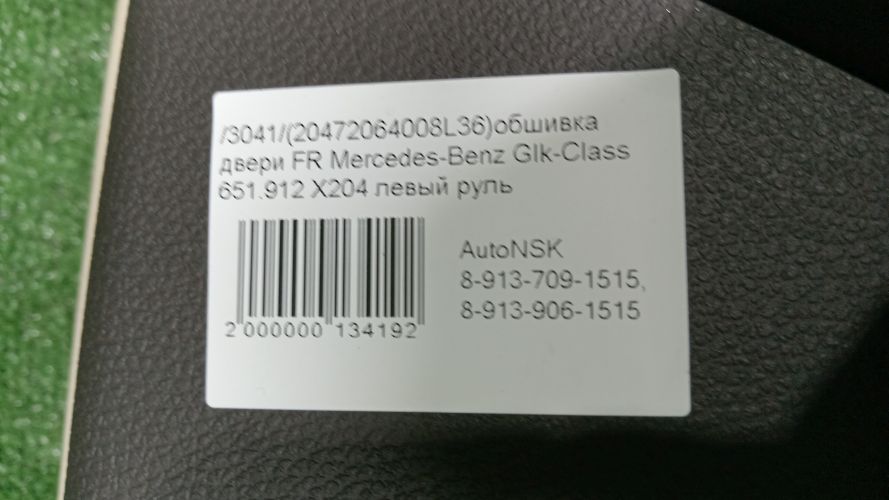 /3041/(20472064008L36)обшивка
двери FR Mercedes-Benz Glk-Class
651.912 X204 левый руль
AutoNSK
8-913-709-1515,
8-913-906-1515
2 000000 134192